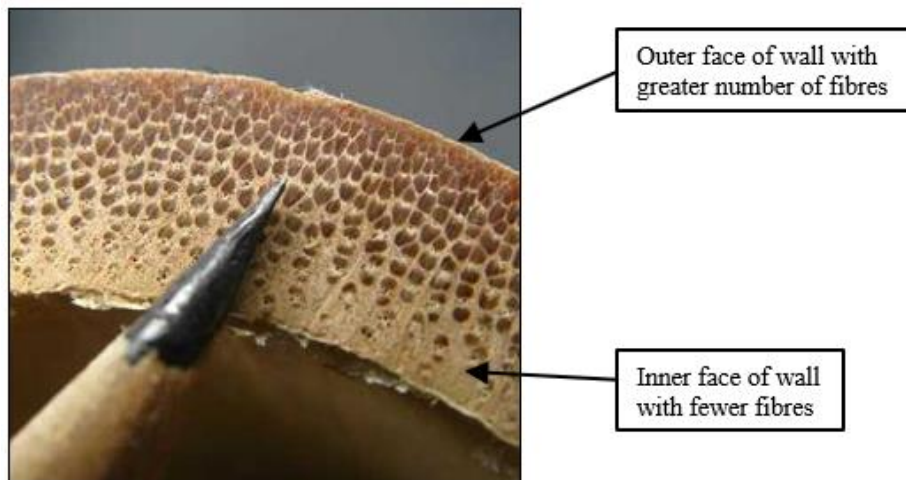 Outer face of wall with
greater number of fibres
Inner face of wall
with fewer fibres